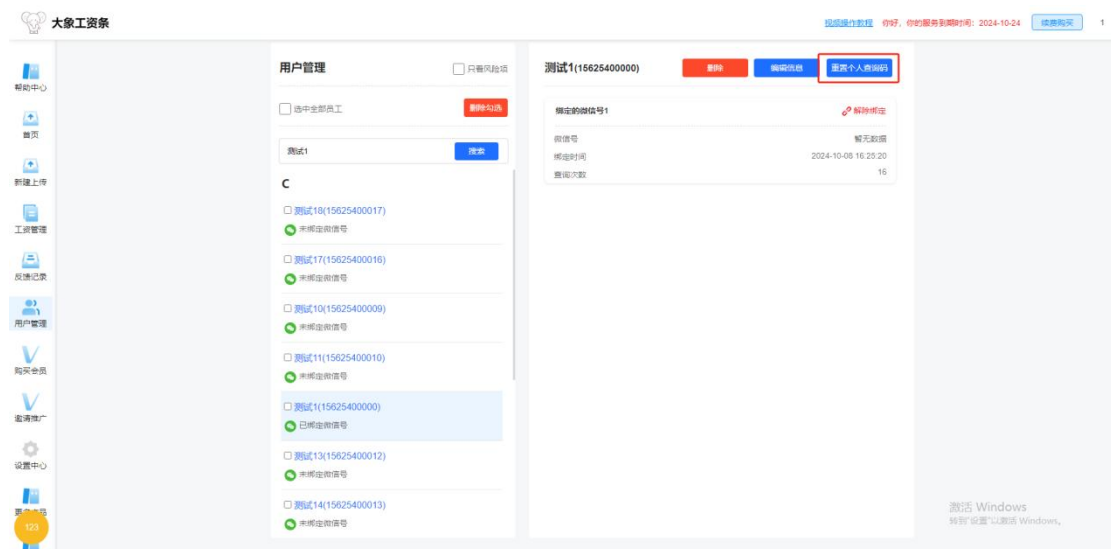 大象工资条
视频操作教程 你好，你的服务到期时间：2024-10-24 续费购买 1
帮助中心
首页
新建上传
工资管理
反馈记录
用户管理
购买会员
邀请推广
设置中心
123
用户管理 只看风险项
选中全部员工 删除勾选
测试1 搜索
C
测试18(15625400017)
未绑定微信号
测试17(15625400016)
未绑定微信号
测试10(15625400009)
未绑定微信号
测试11(15625400010)
未绑定微信号
测试1(15625400000)
已绑定微信号
测试13(15625400012)
未绑定微信号
测试14(15625400013)
未绑定微信号
测试1(15625400000) 删除 编辑信息 重置个人查询码
绑定的微信号1 解除绑定
微信号 暂无数据
绑定时间 2024-10-08 16:25:20
查询次数 16
激活 Windows
转到"设置"以激活 Windows。